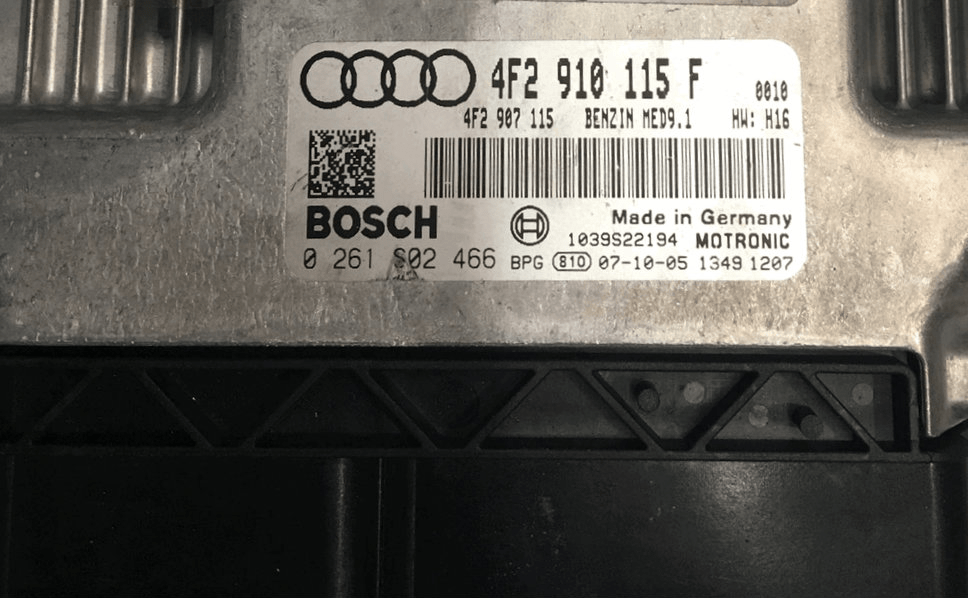 4F2 910 115 F 0010
4F2 907 115 BENZIN MED9.1 HW: H16
BOSCH Made in Germany
1039S22194 MOTRONIC
0 261 S02 466 BPG 810 07-10-05 1349 1207